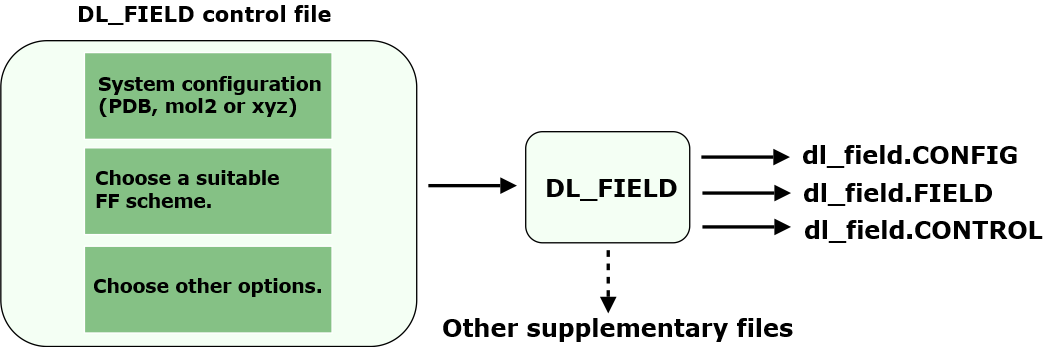 DL_FIELD control file
System configuration
(PDB, mol2 or xyz)
Choose a suitable
FF scheme.
Choose other options.
DL_FIELD
dl_field.CONFIG
dl_field.FIELD
dl_field.CONTROL
Other supplementary files